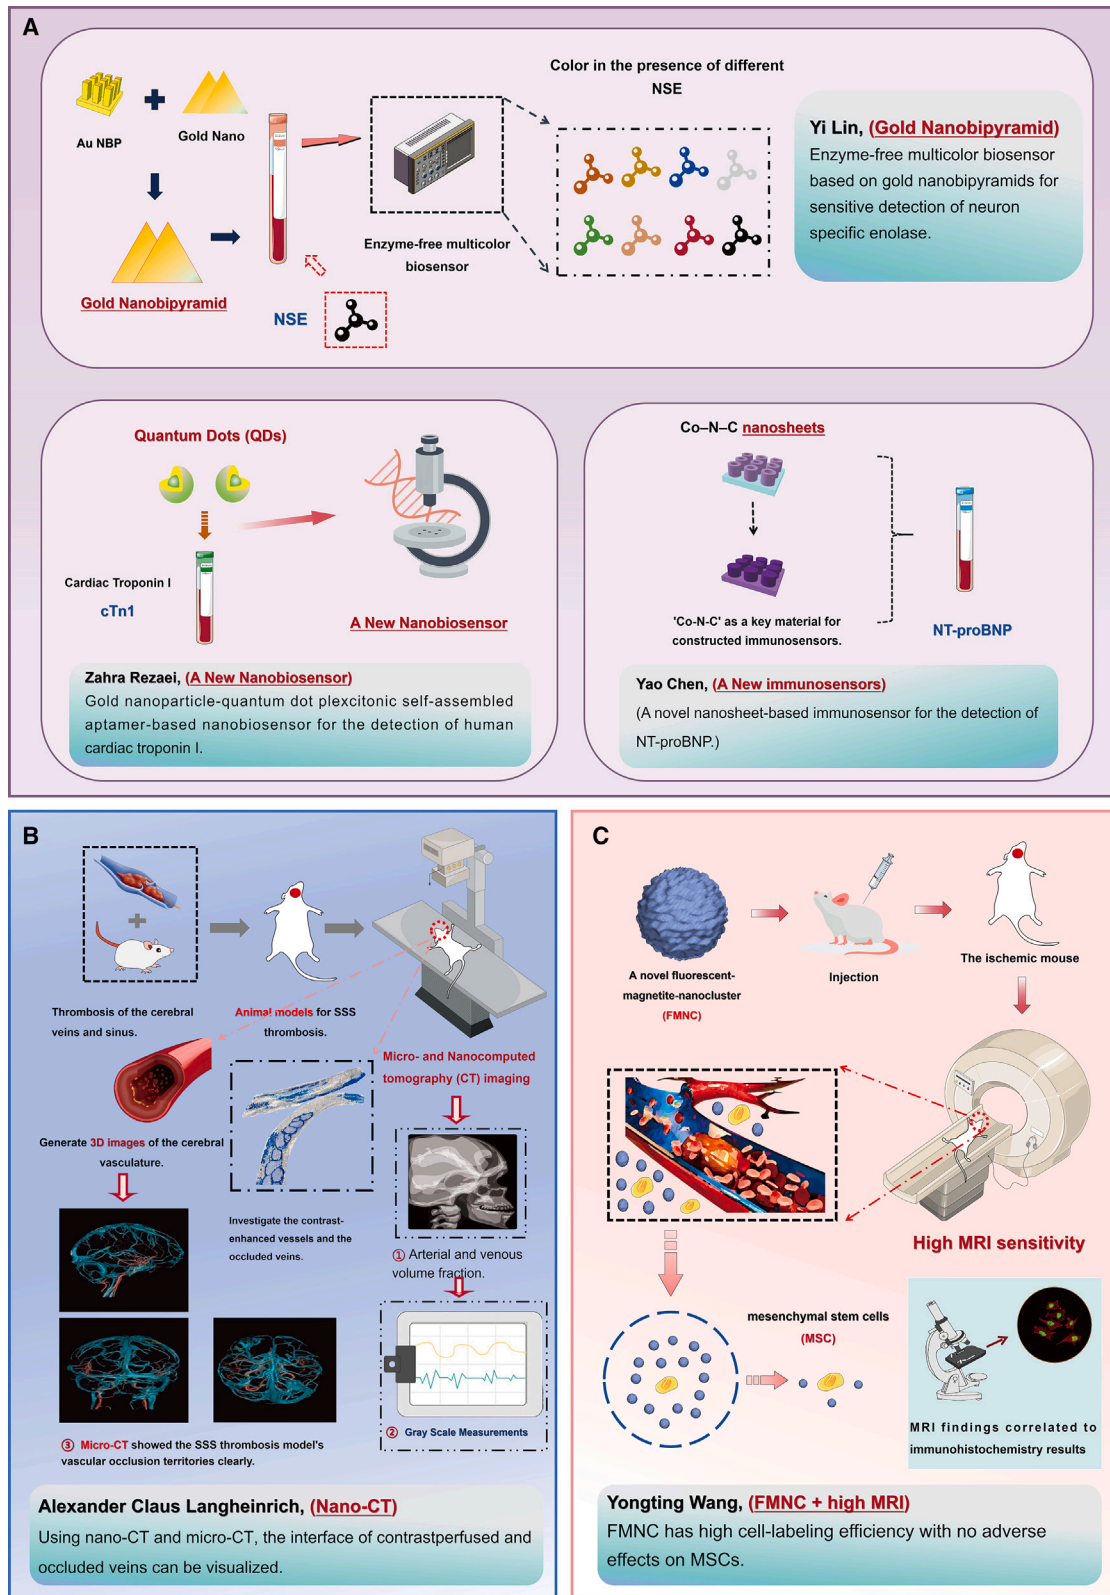 A
Au NBP
Gold Nano
Gold Nanobipyramid
NSE
Enzyme-free multicolor
biosensor
Color in the presence of different
NSE
Yi Lin, (Gold Nanobipyramid)
Enzyme-free multicolor biosensor
based on gold nanobipyramids for
sensitive detection of neuron
specific enolase.
Quantum Dots (QDs)
Cardiac Troponin I
cTn1
A New Nanobiosensor
Zahra Rezaei, (A New Nanobiosensor)
Gold nanoparticle-quantum dot plexcitonic self-assembled
aptamer-based nanobiosensor for the detection of human
cardiac troponin I.
Co–N–C nanosheets
'Co-N-C' as a key material for
constructed immunosensors.
NT-proBNP
Yao Chen, (A New immunosensors)
(A novel nanosheet-based immunosensor for the detection of
NT-proBNP.)
B
Thrombosis of the cerebral
veins and sinus.
Animal models for SSS
thrombosis.
Micro- and Nanocomputed
tomography (CT) imaging
Generate 3D images of the cerebral
vasculature.
Investigate the contrast-
enhanced vessels and the
occluded veins.
① Arterial and venous
volume fraction.
② Gray Scale Measurements
③ Micro-CT showed the SSS thrombosis model's
vascular occlusion territories clearly.
Alexander Claus Langheinrich, (Nano-CT)
Using nano-CT and micro-CT, the interface of contrastperfused and
occluded veins can be visualized.
C
A novel fluorescent-
magnetite-nanocluster
(FMNC)
Injection
The ischemic mouse
High MRI sensitivity
mesenchymal stem cells
(MSC)
MRI findings correlated to
immunohistochemistry results
Yongting Wang, (FMNC + high MRI)
FMNC has high cell-labeling efficiency with no adverse
effects on MSCs.